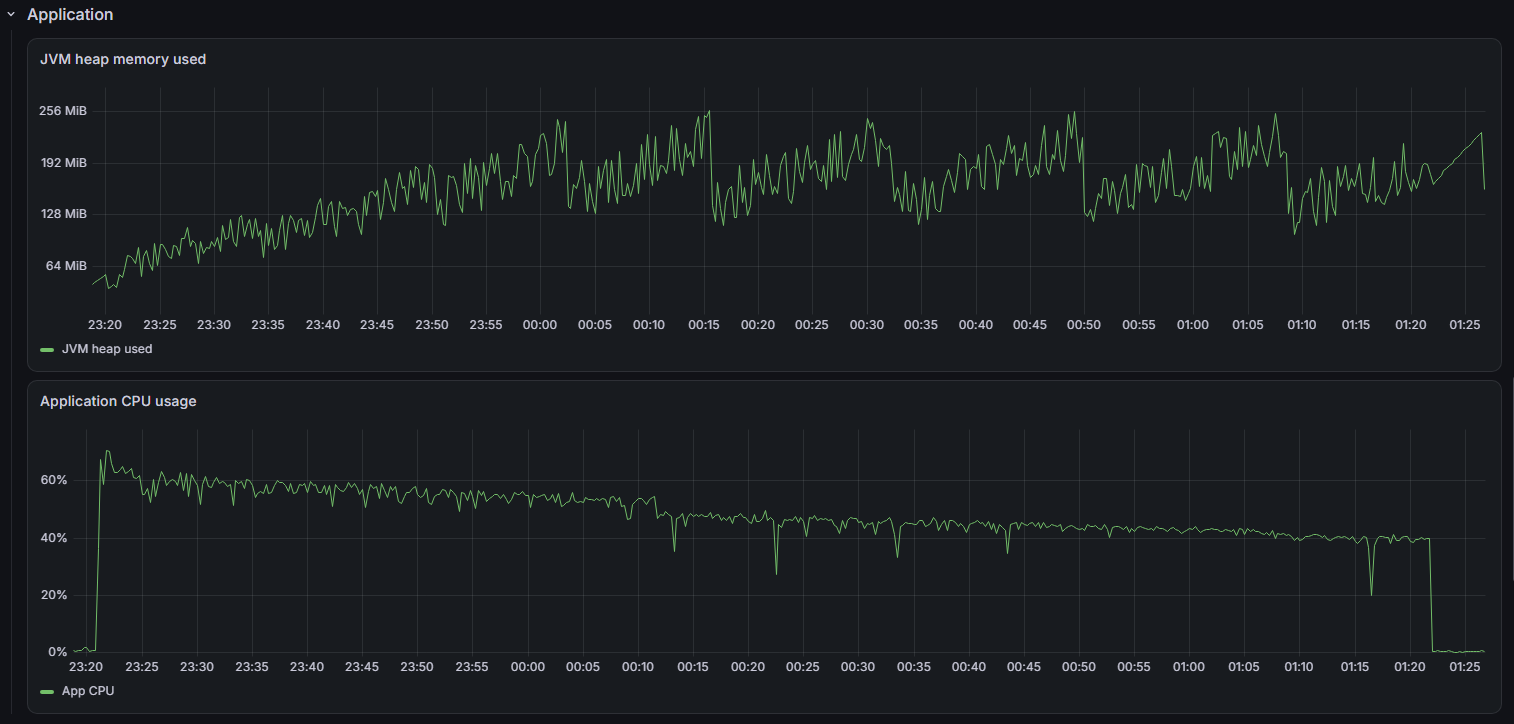 Application
JVM heap memory used
256 MiB
192 MiB
128 MiB
64 MiB
23:20 23:25 23:30 23:35 23:40 23:45 23:50 23:55 00:00 00:05 00:10 00:15 00:20 00:25 00:30 00:35 00:40 00:45 00:50 00:55 01:00 01:05 01:10 01:15 01:20 01:25
JVM heap used
Application CPU usage
60%
40%
20%
0%
23:20 23:25 23:30 23:35 23:40 23:45 23:50 23:55 00:00 00:05 00:10 00:15 00:20 00:25 00:30 00:35 00:40 00:45 00:50 00:55 01:00 01:05 01:10 01:15 01:20 01:25
App CPU